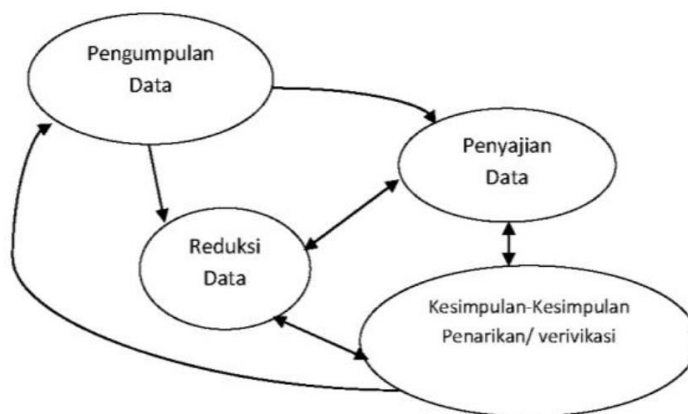 Pengumpulan
Data
Penyajian
Data
Reduksi
Data
Kesimpulan-Kesimpulan
Penarikan/ verivikasi